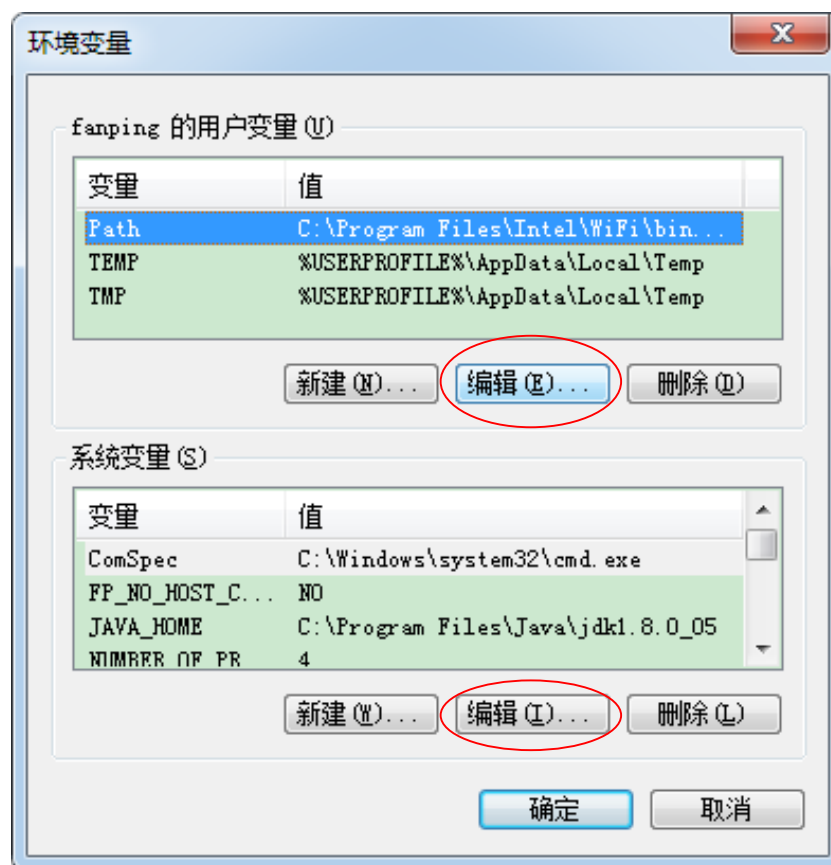 环境变量
fanping 的用户变量(U)
变量 值
Path C:\Program Files\Intel\WiFi\bin...
TEMP %USERPROFILE%\AppData\Local\Temp
TMP %USERPROFILE%\AppData\Local\Temp
新建(N)... 编辑(E)... 删除(D)
系统变量(S)
变量 值
ComSpec C:\Windows\system32\cmd.exe
FP_NO_HOST_C... NO
JAVA_HOME C:\Program Files\Java\jdk1.8.0_05
NUMBER_OF_PR 4
新建(W)... 编辑(I)... 删除(L)
确定 取消